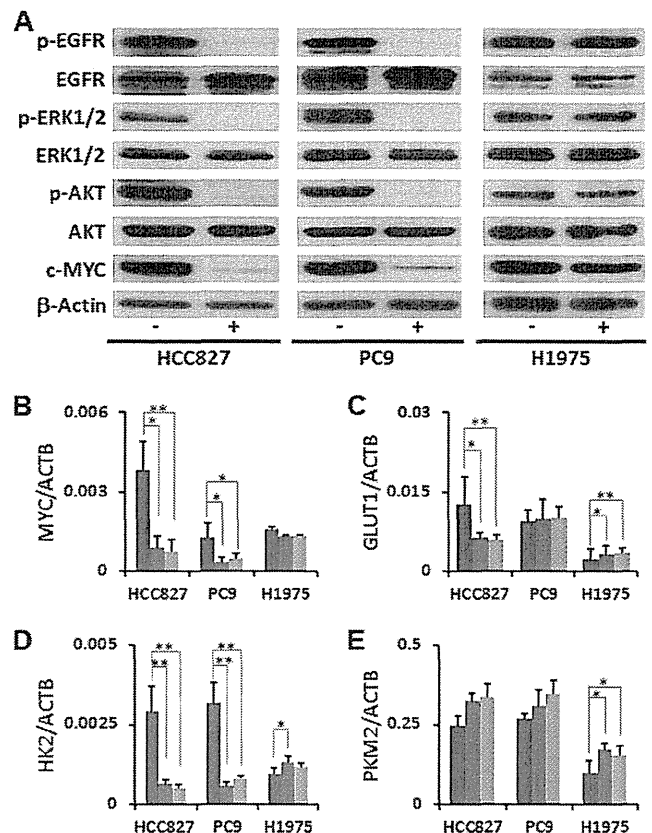 A
p-EGFR
EGFR
p-ERK1/2
ERK1/2
p-AKT
AKT
c-MYC
β-Actin
- + - + - +
HCC827 PC9 H1975
B
MYC/ACTB
0.006
0.003
0
** * * *
HCC827 PC9 H1975
C
GLUT1/ACTB
0.03
0.015
0
** * ** *
HCC827 PC9 H1975
D
HK2/ACTB
0.005
0.0025
0
** ** ** ** *
HCC827 PC9 H1975
E
PKM2/ACTB
0.5
0.25
0
* *
HCC827 PC9 H1975